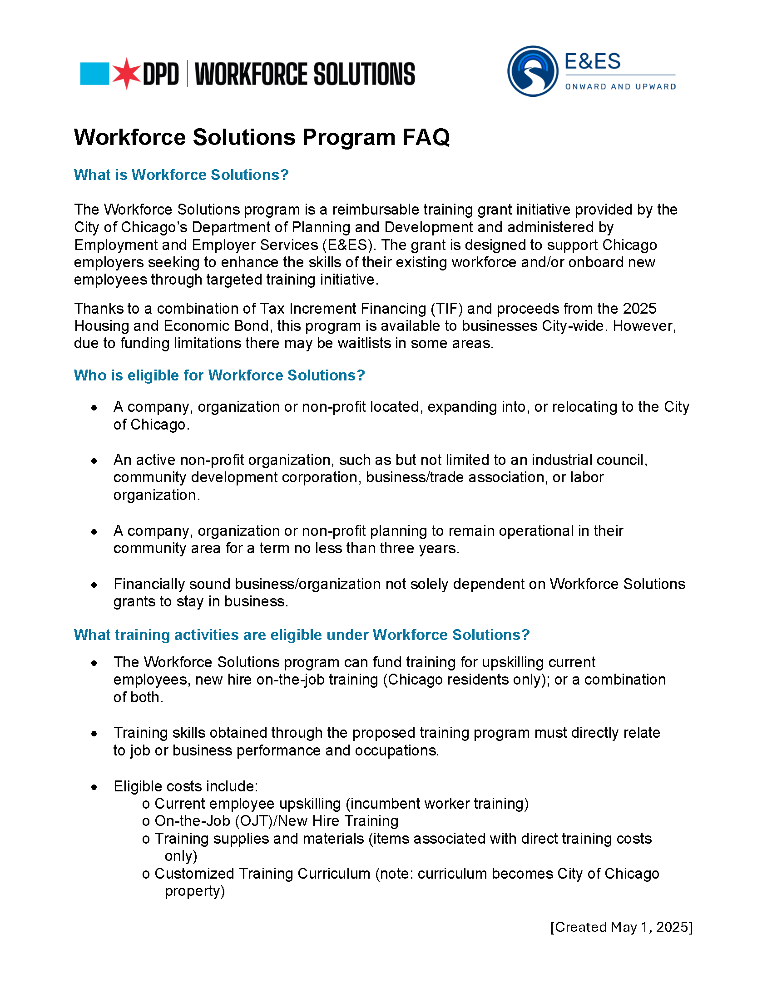 DPD | WORKFORCE SOLUTIONS
E&ES
ONWARD AND UPWARD
Workforce Solutions Program FAQ
What is Workforce Solutions?
The Workforce Solutions program is a reimbursable training grant initiative provided by the
City of Chicago’s Department of Planning and Development and administered by
Employment and Employer Services (E&ES). The grant is designed to support Chicago
employers seeking to enhance the skills of their existing workforce and/or onboard new
employees through targeted training initiative.
Thanks to a combination of Tax Increment Financing (TIF) and proceeds from the 2025
Housing and Economic Bond, this program is available to businesses City-wide. However,
due to funding limitations there may be waitlists in some areas.
Who is eligible for Workforce Solutions?
• A company, organization or non-profit located, expanding into, or relocating to the City
of Chicago.
• An active non-profit organization, such as but not limited to an industrial council,
community development corporation, business/trade association, or labor
organization.
• A company, organization or non-profit planning to remain operational in their
community area for a term no less than three years.
• Financially sound business/organization not solely dependent on Workforce Solutions
grants to stay in business.
What training activities are eligible under Workforce Solutions?
• The Workforce Solutions program can fund training for upskilling current
employees, new hire on-the-job training (Chicago residents only); or a combination
of both.
• Training skills obtained through the proposed training program must directly relate
to job or business performance and occupations.
• Eligible costs include:
o Current employee upskilling (incumbent worker training)
o On-the-Job (OJT)/New Hire Training
o Training supplies and materials (items associated with direct training costs
only)
o Customized Training Curriculum (note: curriculum becomes City of Chicago
property)
[Created May 1, 2025]